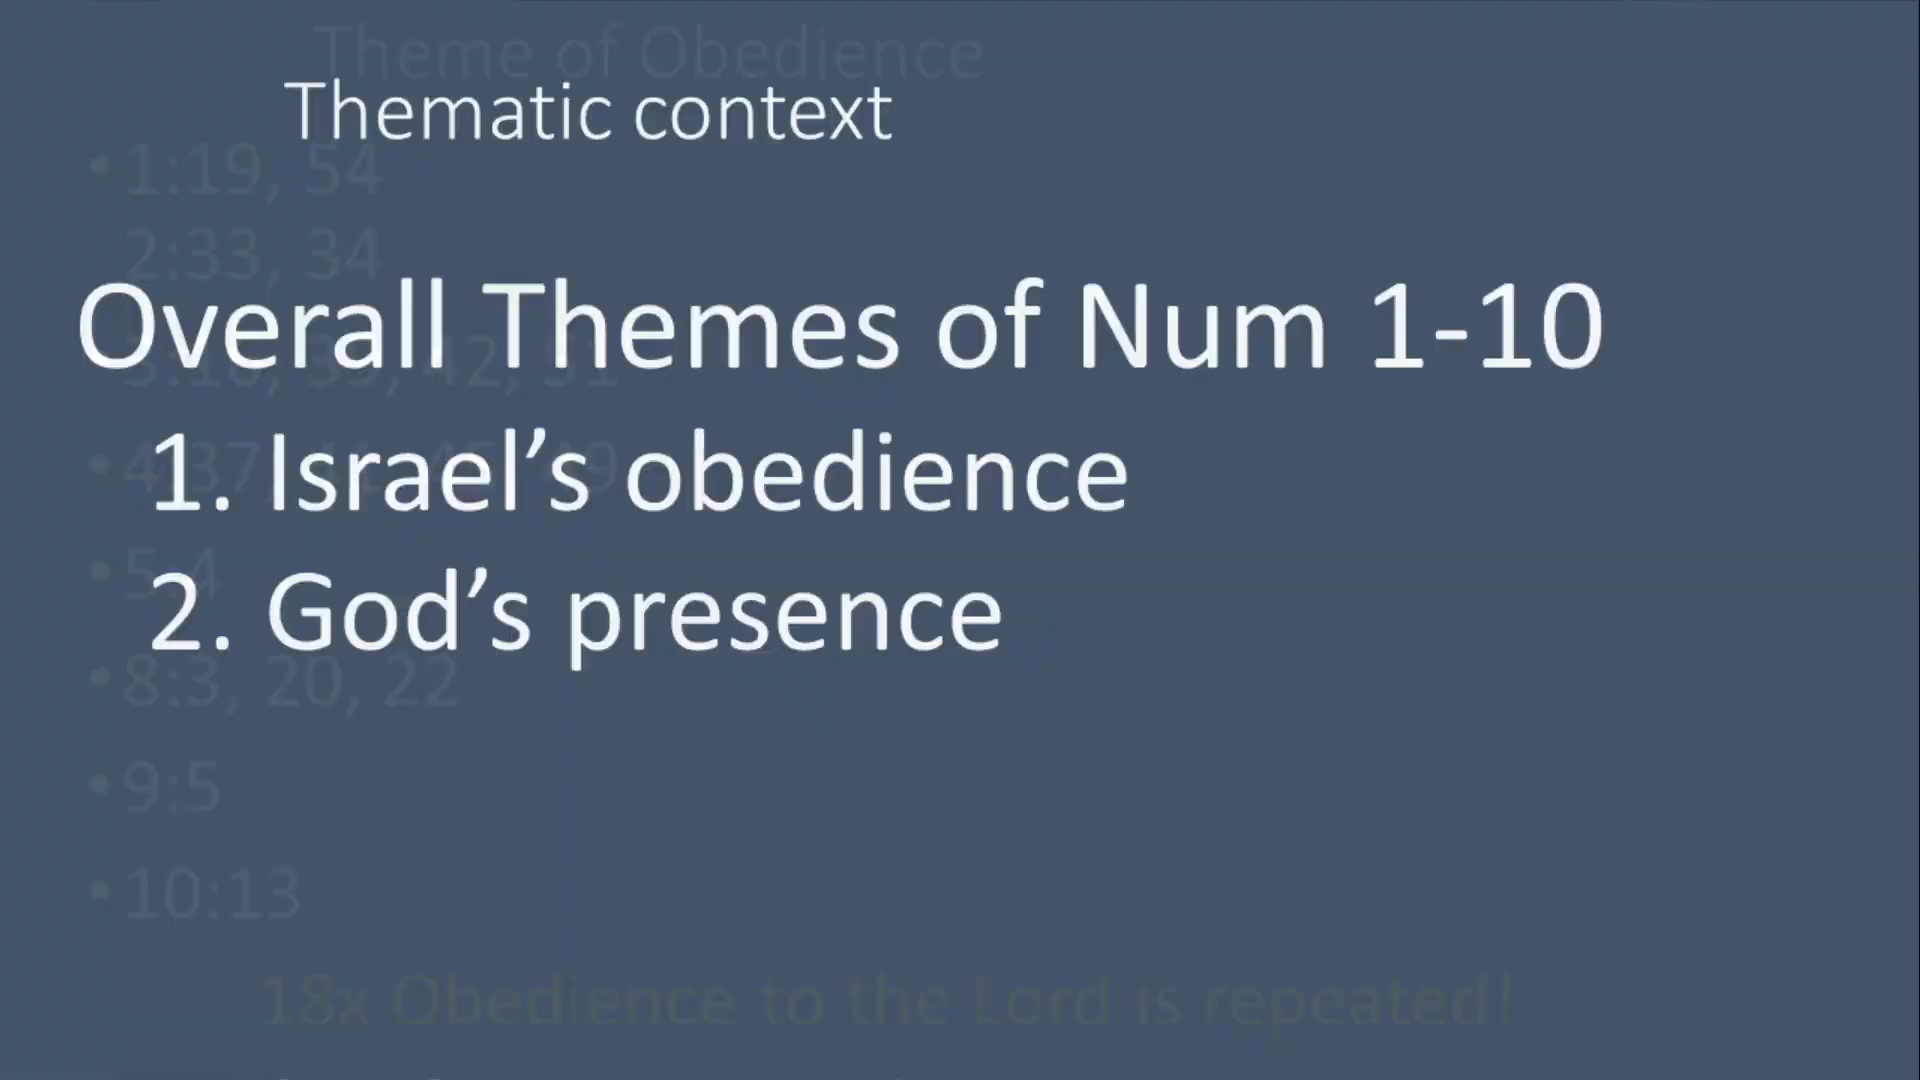 Theme of Obedience
Thematic context
• 1:19, 54
2:33, 34
Overall Themes of Num 1-10
1. Israel’s obedience
• 5:4
2. God’s presence
• 8:3, 20, 22
• 9:5
• 10:13
18x Obedience to the Lord is repeated!